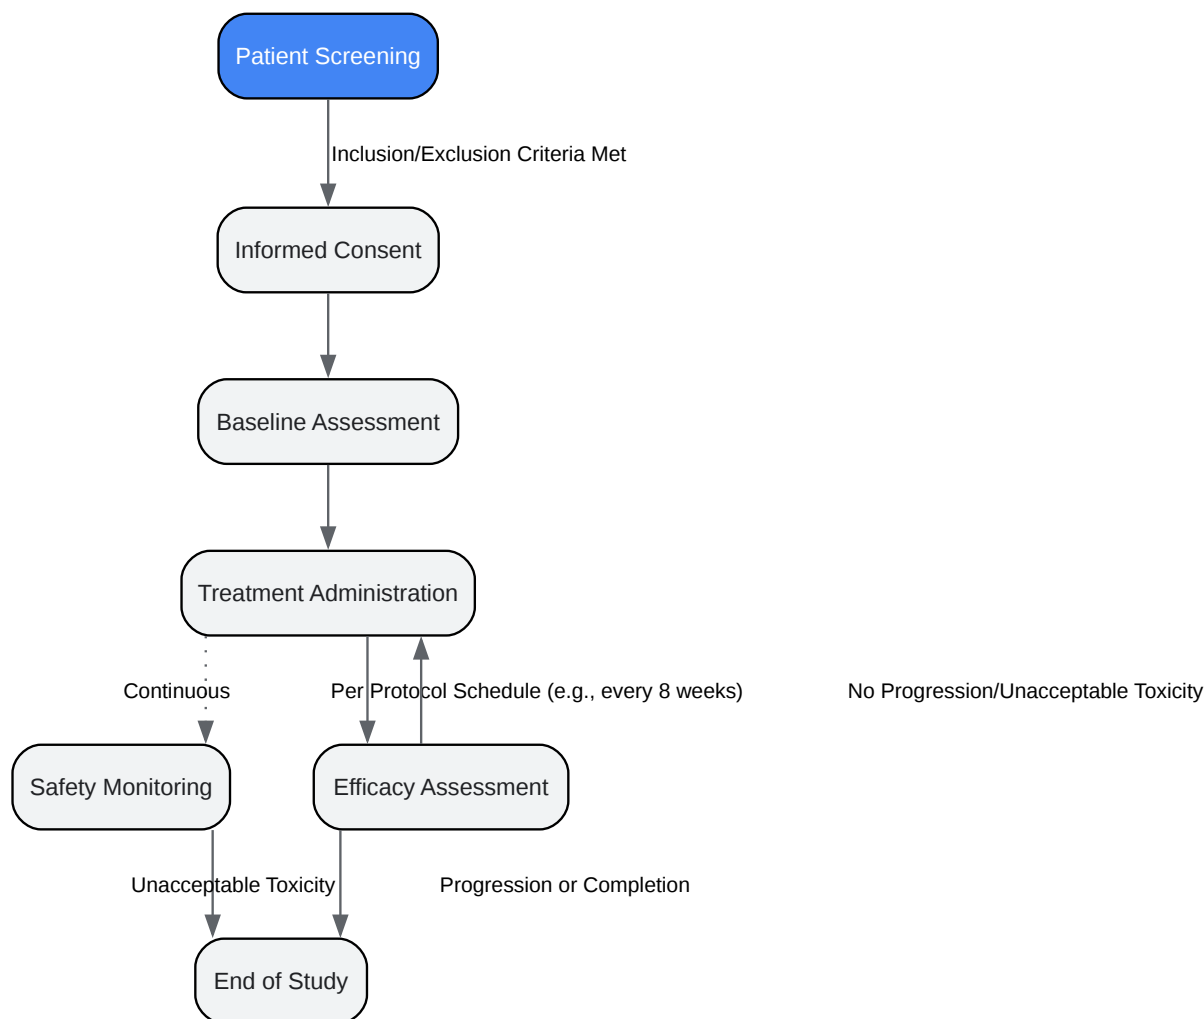 Patient Screening
Inclusion/Exclusion Criteria Met
Informed Consent
Baseline Assessment
Treatment Administration
Continuous
Per Protocol Schedule (e.g., every 8 weeks)
No Progression/Unacceptable Toxicity
Safety Monitoring
Efficacy Assessment
Unacceptable Toxicity
Progression or Completion
End of Study